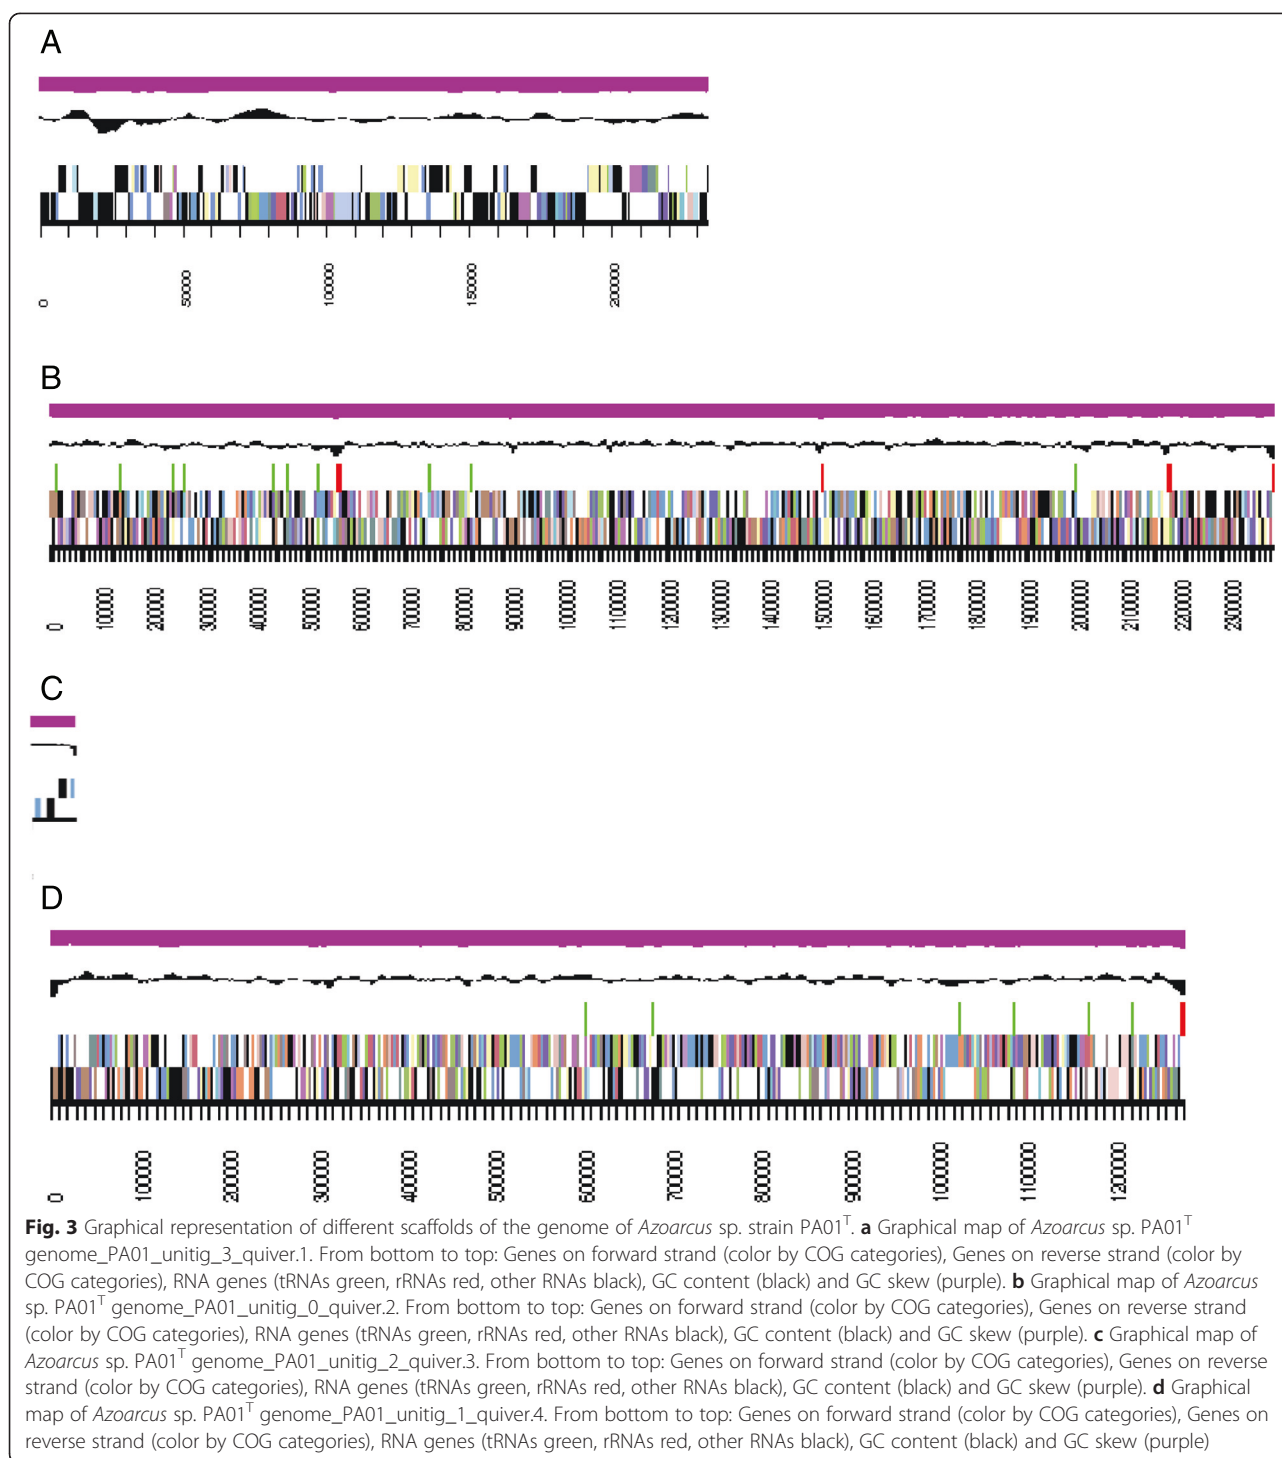 A
0 50000 100000 150000 200000
B
0 100000 200000 300000 400000 500000 600000 700000 800000 900000 1000000 1100000 1200000 1300000 1400000 1500000 1600000 1700000 1800000 1900000 2000000 2100000 2200000 2300000
C
D
0 100000 200000 300000 400000 500000 600000 700000 800000 900000 1000000 1100000 1200000
Fig. 3 Graphical representation of different scaffolds of the genome of Azoarcus sp. strain PA01T. a Graphical map of Azoarcus sp. PA01T
genome_PA01_unitig_3_quiver.1. From bottom to top: Genes on forward strand (color by COG categories), Genes on reverse strand (color by
COG categories), RNA genes (tRNAs green, rRNAs red, other RNAs black), GC content (black) and GC skew (purple). b Graphical map of Azoarcus
sp. PA01T genome_PA01_unitig_0_quiver.2. From bottom to top: Genes on forward strand (color by COG categories), Genes on reverse strand
(color by COG categories), RNA genes (tRNAs green, rRNAs red, other RNAs black), GC content (black) and GC skew (purple). c Graphical map of
Azoarcus sp. PA01T genome_PA01_unitig_2_quiver.3. From bottom to top: Genes on forward strand (color by COG categories), Genes on reverse
strand (color by COG categories), RNA genes (tRNAs green, rRNAs red, other RNAs black), GC content (black) and GC skew (purple). d Graphical
map of Azoarcus sp. PA01T genome_PA01_unitig_1_quiver.4. From bottom to top: Genes on forward strand (color by COG categories), Genes on
reverse strand (color by COG categories), RNA genes (tRNAs green, rRNAs red, other RNAs black), GC content (black) and GC skew (purple)